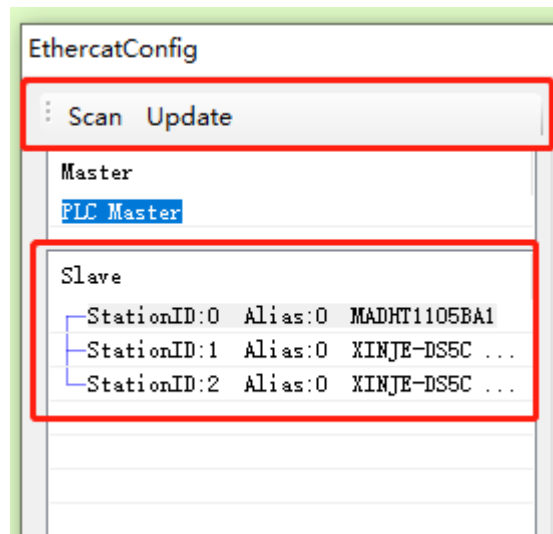 EthercatConfig
Scan Update
Master
PLC Master
Slave
StationID:0 Alias:0 MADHT1105BA1
StationID:1 Alias:0 XINJE-DS5C ...
StationID:2 Alias:0 XINJE-DS5C ...